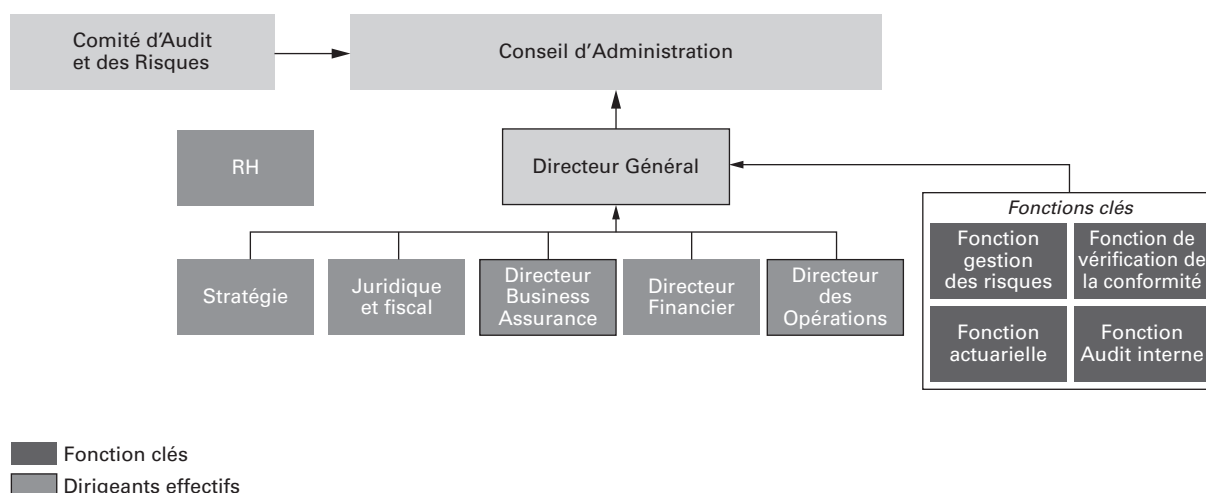 Comité d'Audit
et des Risques
Conseil d'Administration
RH
Directeur Général
Fonctions clés
Fonction
gestion
des risques
Fonction de
vérification de
la conformité
Fonction
actuarielle
Fonction
Audit interne
Stratégie
Juridique
et fiscal
Directeur
Business
Assurance
Directeur
Financier
Directeur
des
Opérations
Fonction clés
Dirigeants effectifs